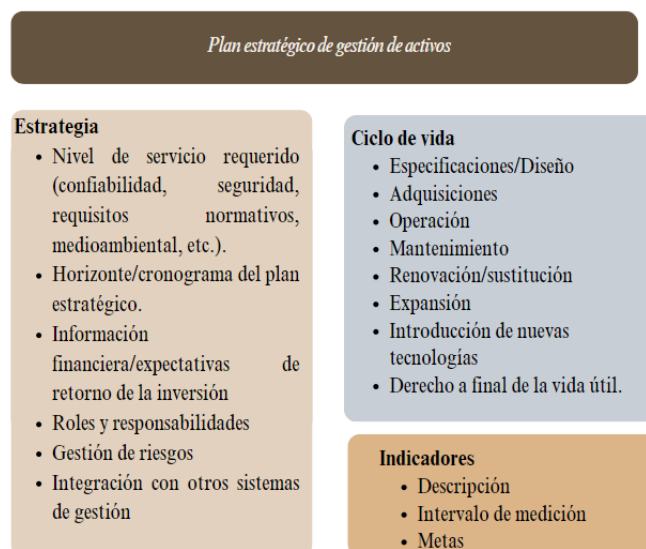 Plan estratégico de gestión de activos
Estrategia
• Nivel de servicio requerido
(confiabilidad, seguridad,
requisitos normativos,
medioambiental, etc.).
• Horizonte/cronograma del plan
estratégico.
• Información
financiera/expectativas de
retorno de la inversión
• Roles y responsabilidades
• Gestión de riesgos
• Integración con otros sistemas
de gestión
Ciclo de vida
• Especificaciones/Diseño
• Adquisiciones
• Operación
• Mantenimiento
• Renovación/sustitución
• Expansión
• Introducción de nuevas
tecnologías
• Derecho a final de la vida útil.
Indicadores
• Descripción
• Intervalo de medición
• Metas